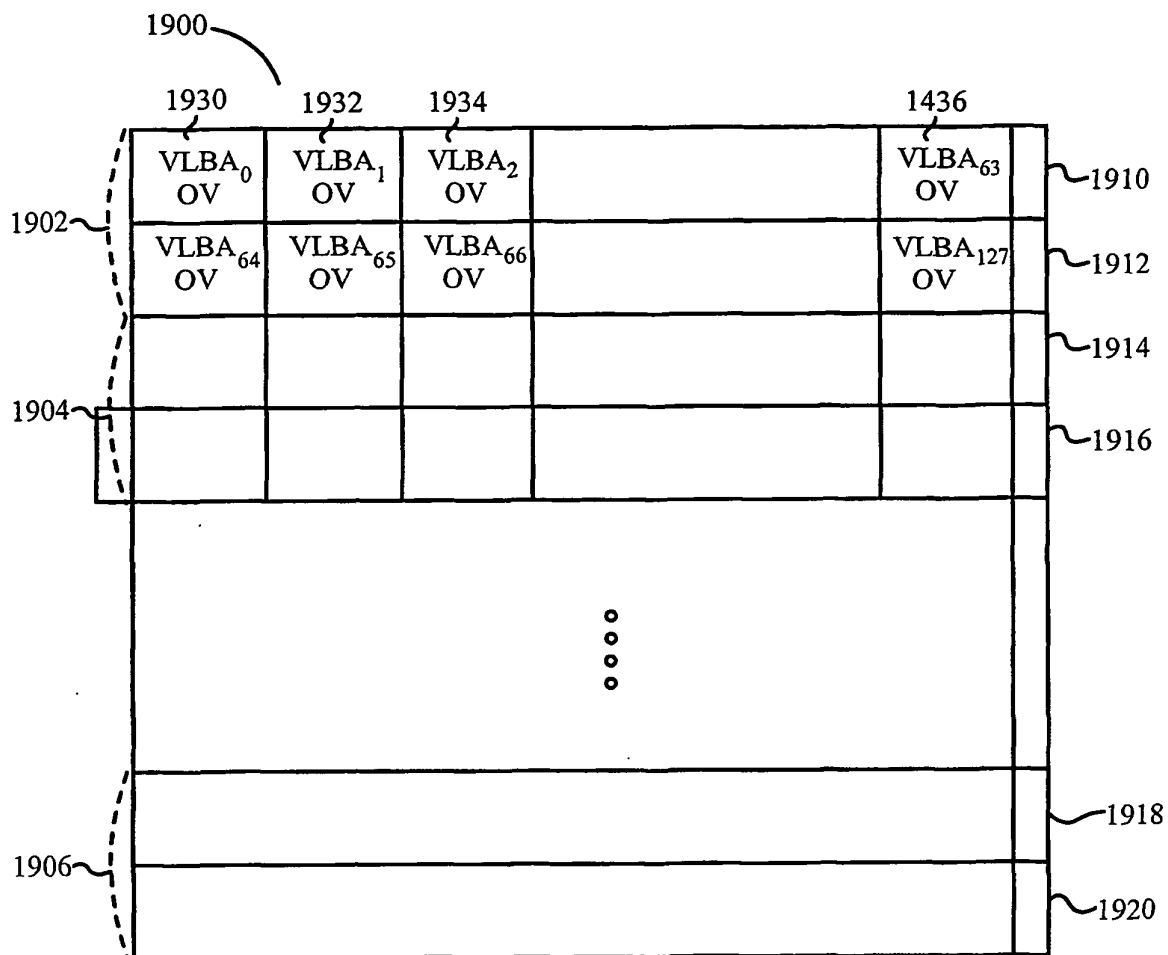 1900
1930 1932 1934 1436
VLBA0 VLBA1 VLBA2 VLBA63
OV OV OV OV
1910
1902
VLBA64 VLBA65 VLBA66 VLBA127
OV OV OV OV
1912
1914
1904
1916
1918
1906
1920